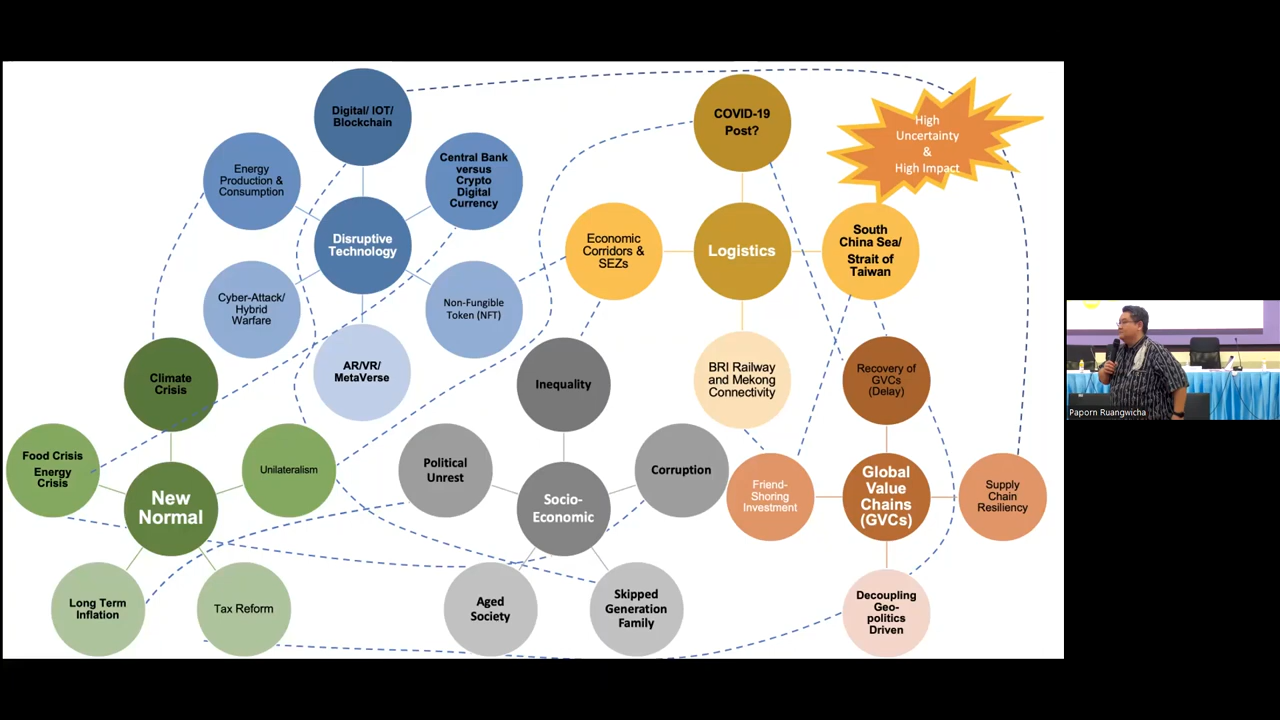 Digital/ IOT/
Blockchain
Energy
Production &
Consumption
Central Bank
versus
Crypto
Digital
Currency
Disruptive
Technology
Cyber-Attack/
Hybrid
Warfare
Non-Fungible
Token (NFT)
AR/VR/
MetaVerse
COVID-19
Post?
High
Uncertainty
&
High Impact
Economic
Corridors &
SEZs
Logistics
South
China Sea/
Strait of
Taiwan
BRI Railway
and Mekong
Connectivity
Climate
Crisis
Food Crisis
Energy
Crisis
Unilateralism
New
Normal
Long Term
Inflation
Tax Reform
Inequality
Political
Unrest
Corruption
Socio-
Economic
Aged
Society
Skipped
Generation
Family
Recovery of
GVCs
(Delay)
Friend-
Shoring
Investment
Global
Value
Chains
(GVCs)
Supply
Chain
Resiliency
Decoupling
Geo-
politics
Driven
Paporn Ruangwicha